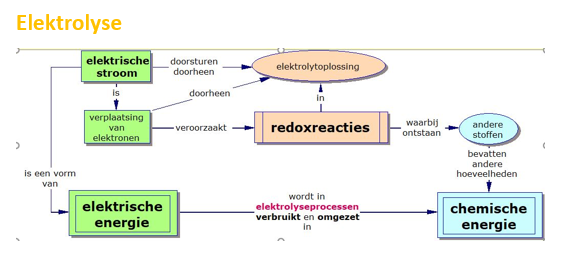 Elektrolyse
elektrische
stroom
doorsturen
doorheen
elektrolytoplossing
is
doorheen
in
verplaatsing
van
elektronen
veroorzaakt
redoxreacties
waarbij
ontstaan
andere
stoffen
is een vorm
van
bevatten
andere
hoeveelheden
elektrische
energie
wordt in
elektrolyseprocessen
verbruikt en omgezet
in
chemische
energie